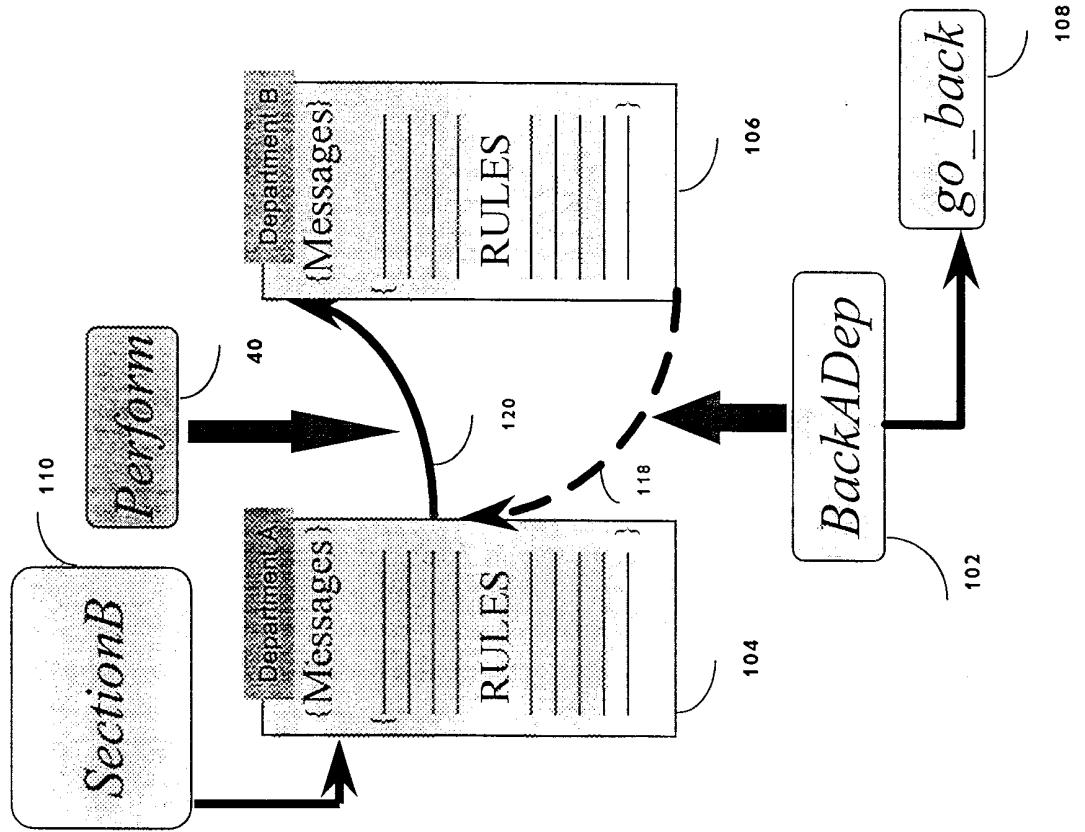 SectionB
110
Perform
40
Department A
{Messages}
{
RULES
}
104
120
118
Department B
{Messages}
{
RULES
}
106
BackADep
102
go_back
108